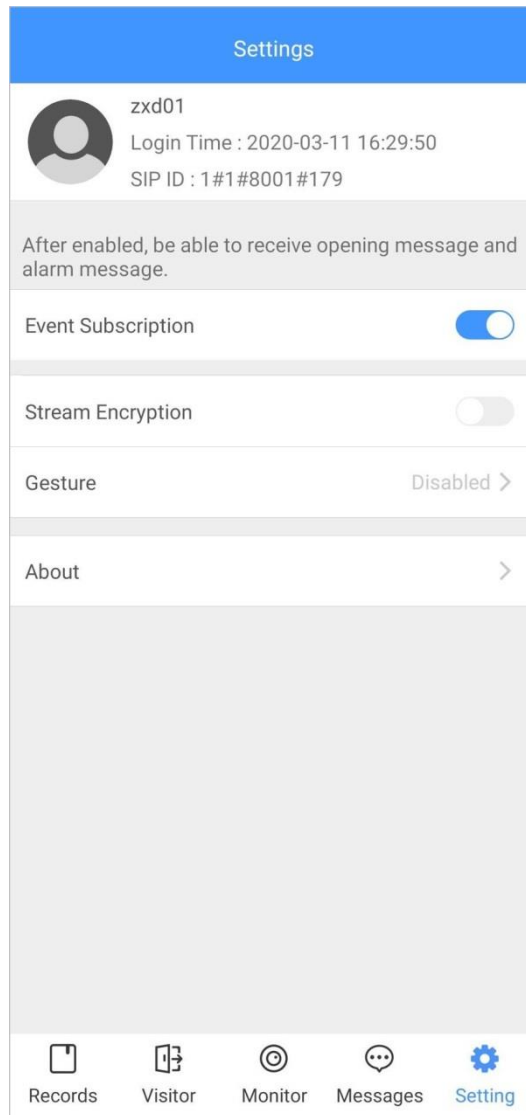 Settings
zxd01
Login Time : 2020-03-11 16:29:50
SIP ID : 1#1#8001#179
After enabled, be able to receive opening message and
alarm message.
Event Subscription
Stream Encryption
Gesture Disabled
About
Records Visitor Monitor Messages Setting